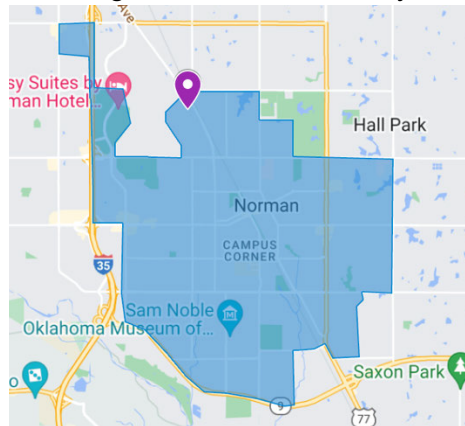 Ave
sy Suites by
man Hotel...
Hall Park
Norman
CAMPUS
CORNER
35
Sam Noble
Oklahoma Museum of...
Saxon Park
9
77